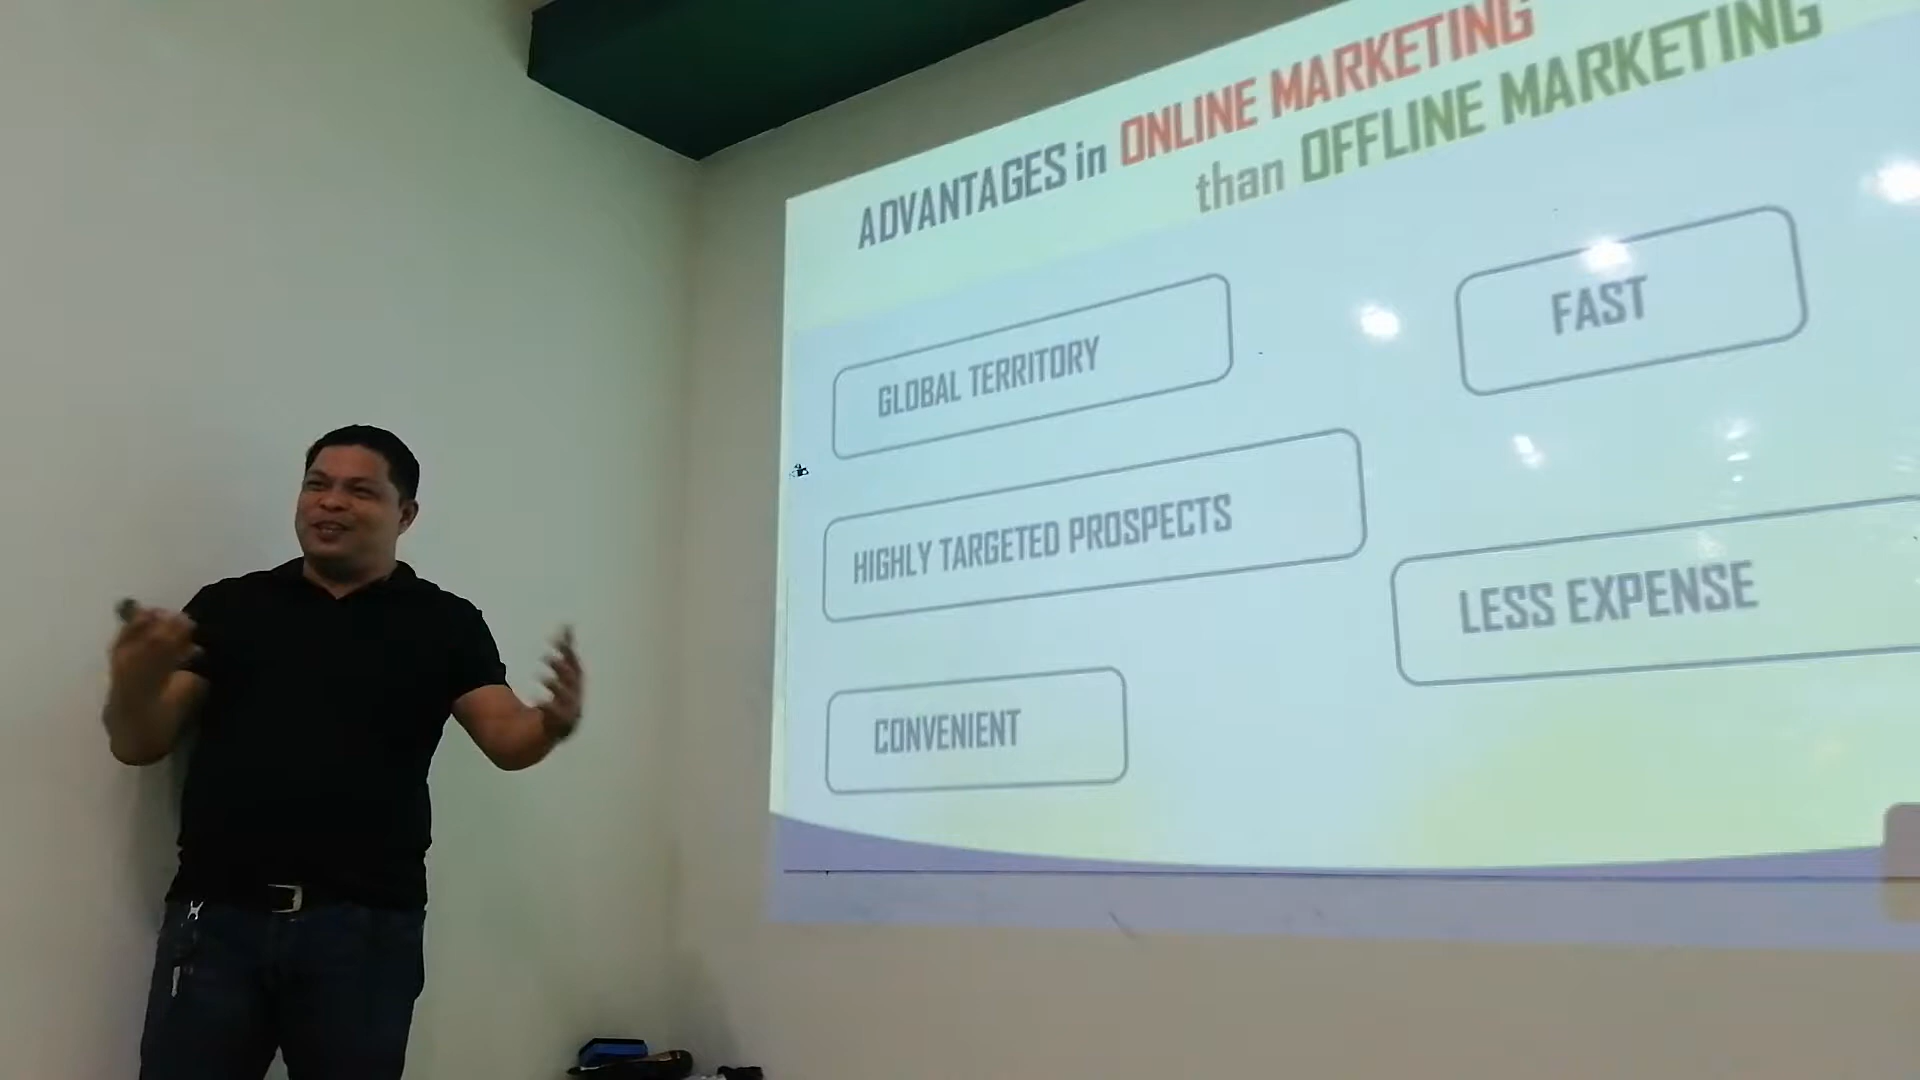 ADVANTAGES in ONLINE MARKETING
than OFFLINE MARKETING
GLOBAL TERRITORY
FAST
HIGHLY TARGETED PROSPECTS
LESS EXPENSE
CONVENIENT